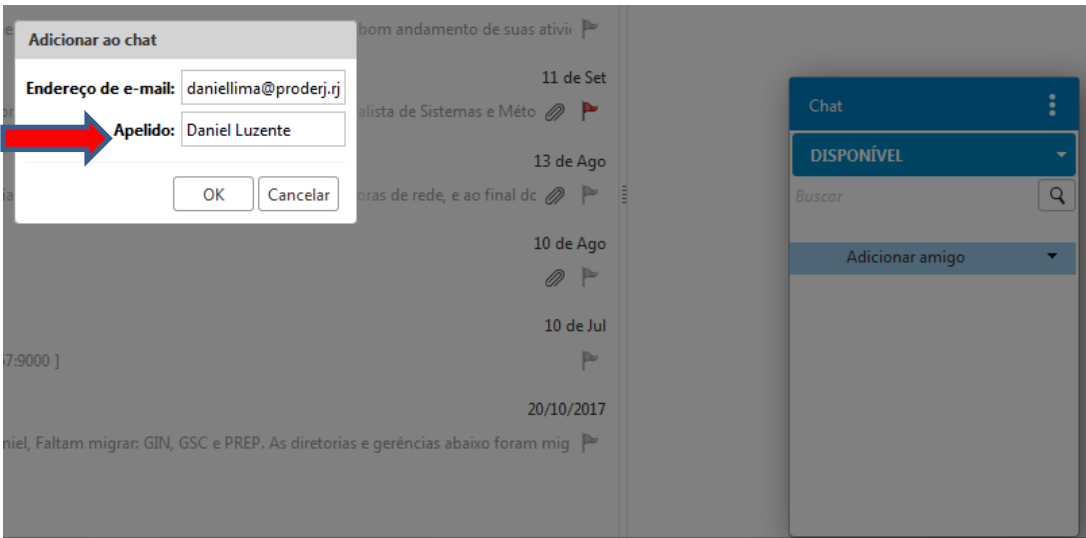 bom andamento de suas ativi
Adicionar ao chat
Endereço de e-mail: daniellima@proderj.rj
Apelido: Daniel Luzente
OK Cancelar
11 de Set
alista de Sistemas e Méto
13 de Ago
oras de rede, e ao final dc
10 de Ago
10 de Jul
57:9000 ]
20/10/2017
niel, Faltam migrar: GIN, GSC e PREP. As diretorias e gerências abaixo foram mig
Chat
DISPONÍVEL
Buscar
Adicionar amigo